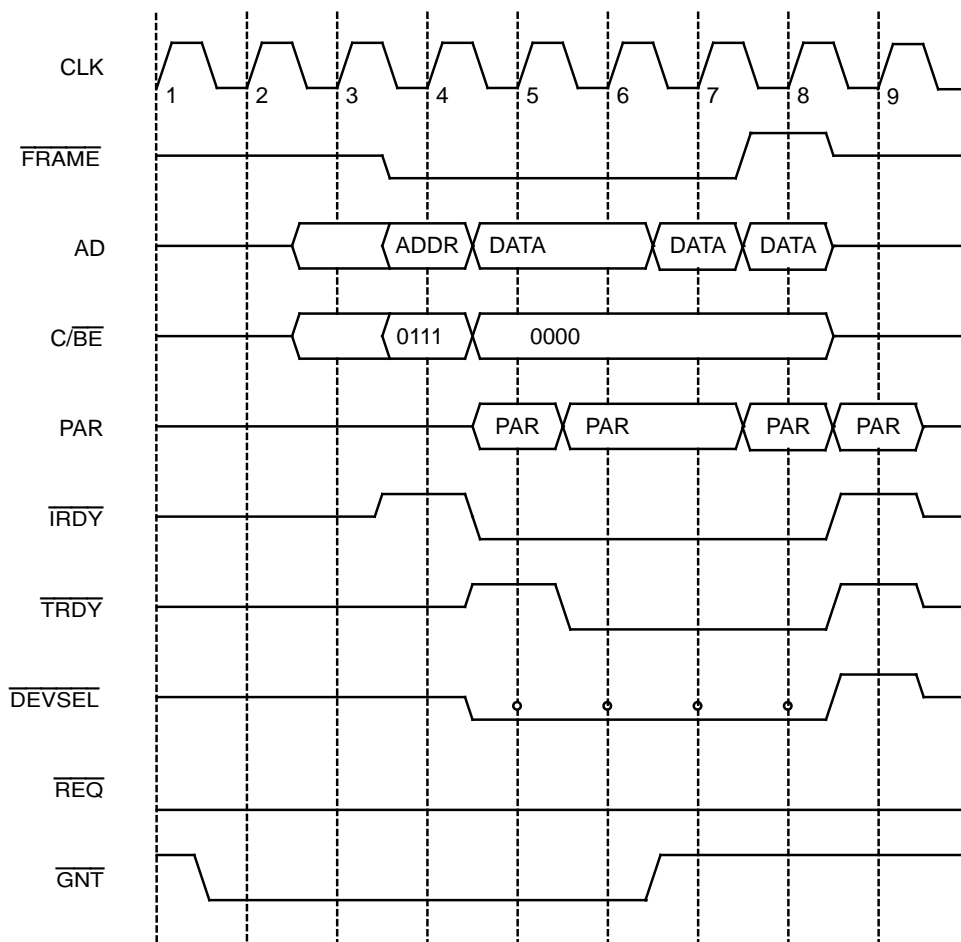 CLK
1 2 3 4 5 6 7 8 9
FRAME
AD
ADDR DATA DATA DATA
C/BE
0111 0000
PAR
PAR PAR PAR PAR
IRDY
TRDY
DEVSEL
REQ
GNT